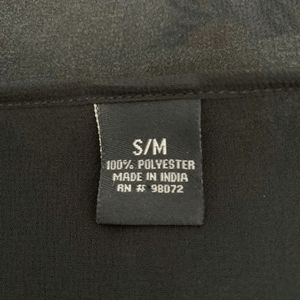 S/M
100% POLYESTER
MADE IN INDIA
RN # 98072